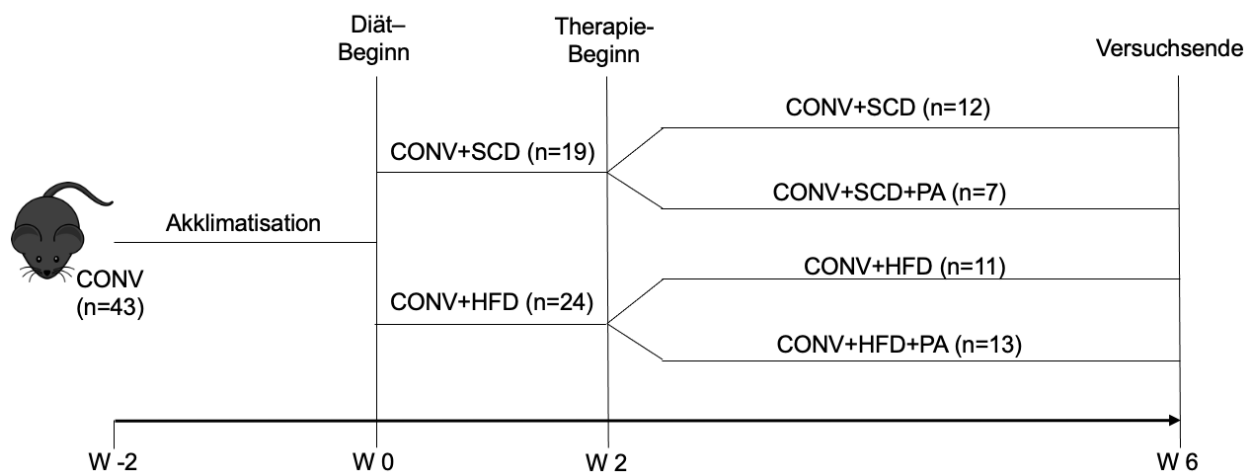 Diät–
Beginn
Therapie-
Beginn
Versuchsende
CONV+SCD (n=12)
CONV+SCD (n=19)
CONV+SCD+PA (n=7)
Akklimatisation
CONV
(n=43)
CONV+HFD (n=11)
CONV+HFD (n=24)
CONV+HFD+PA (n=13)
W -2
W 0
W 2
W 6